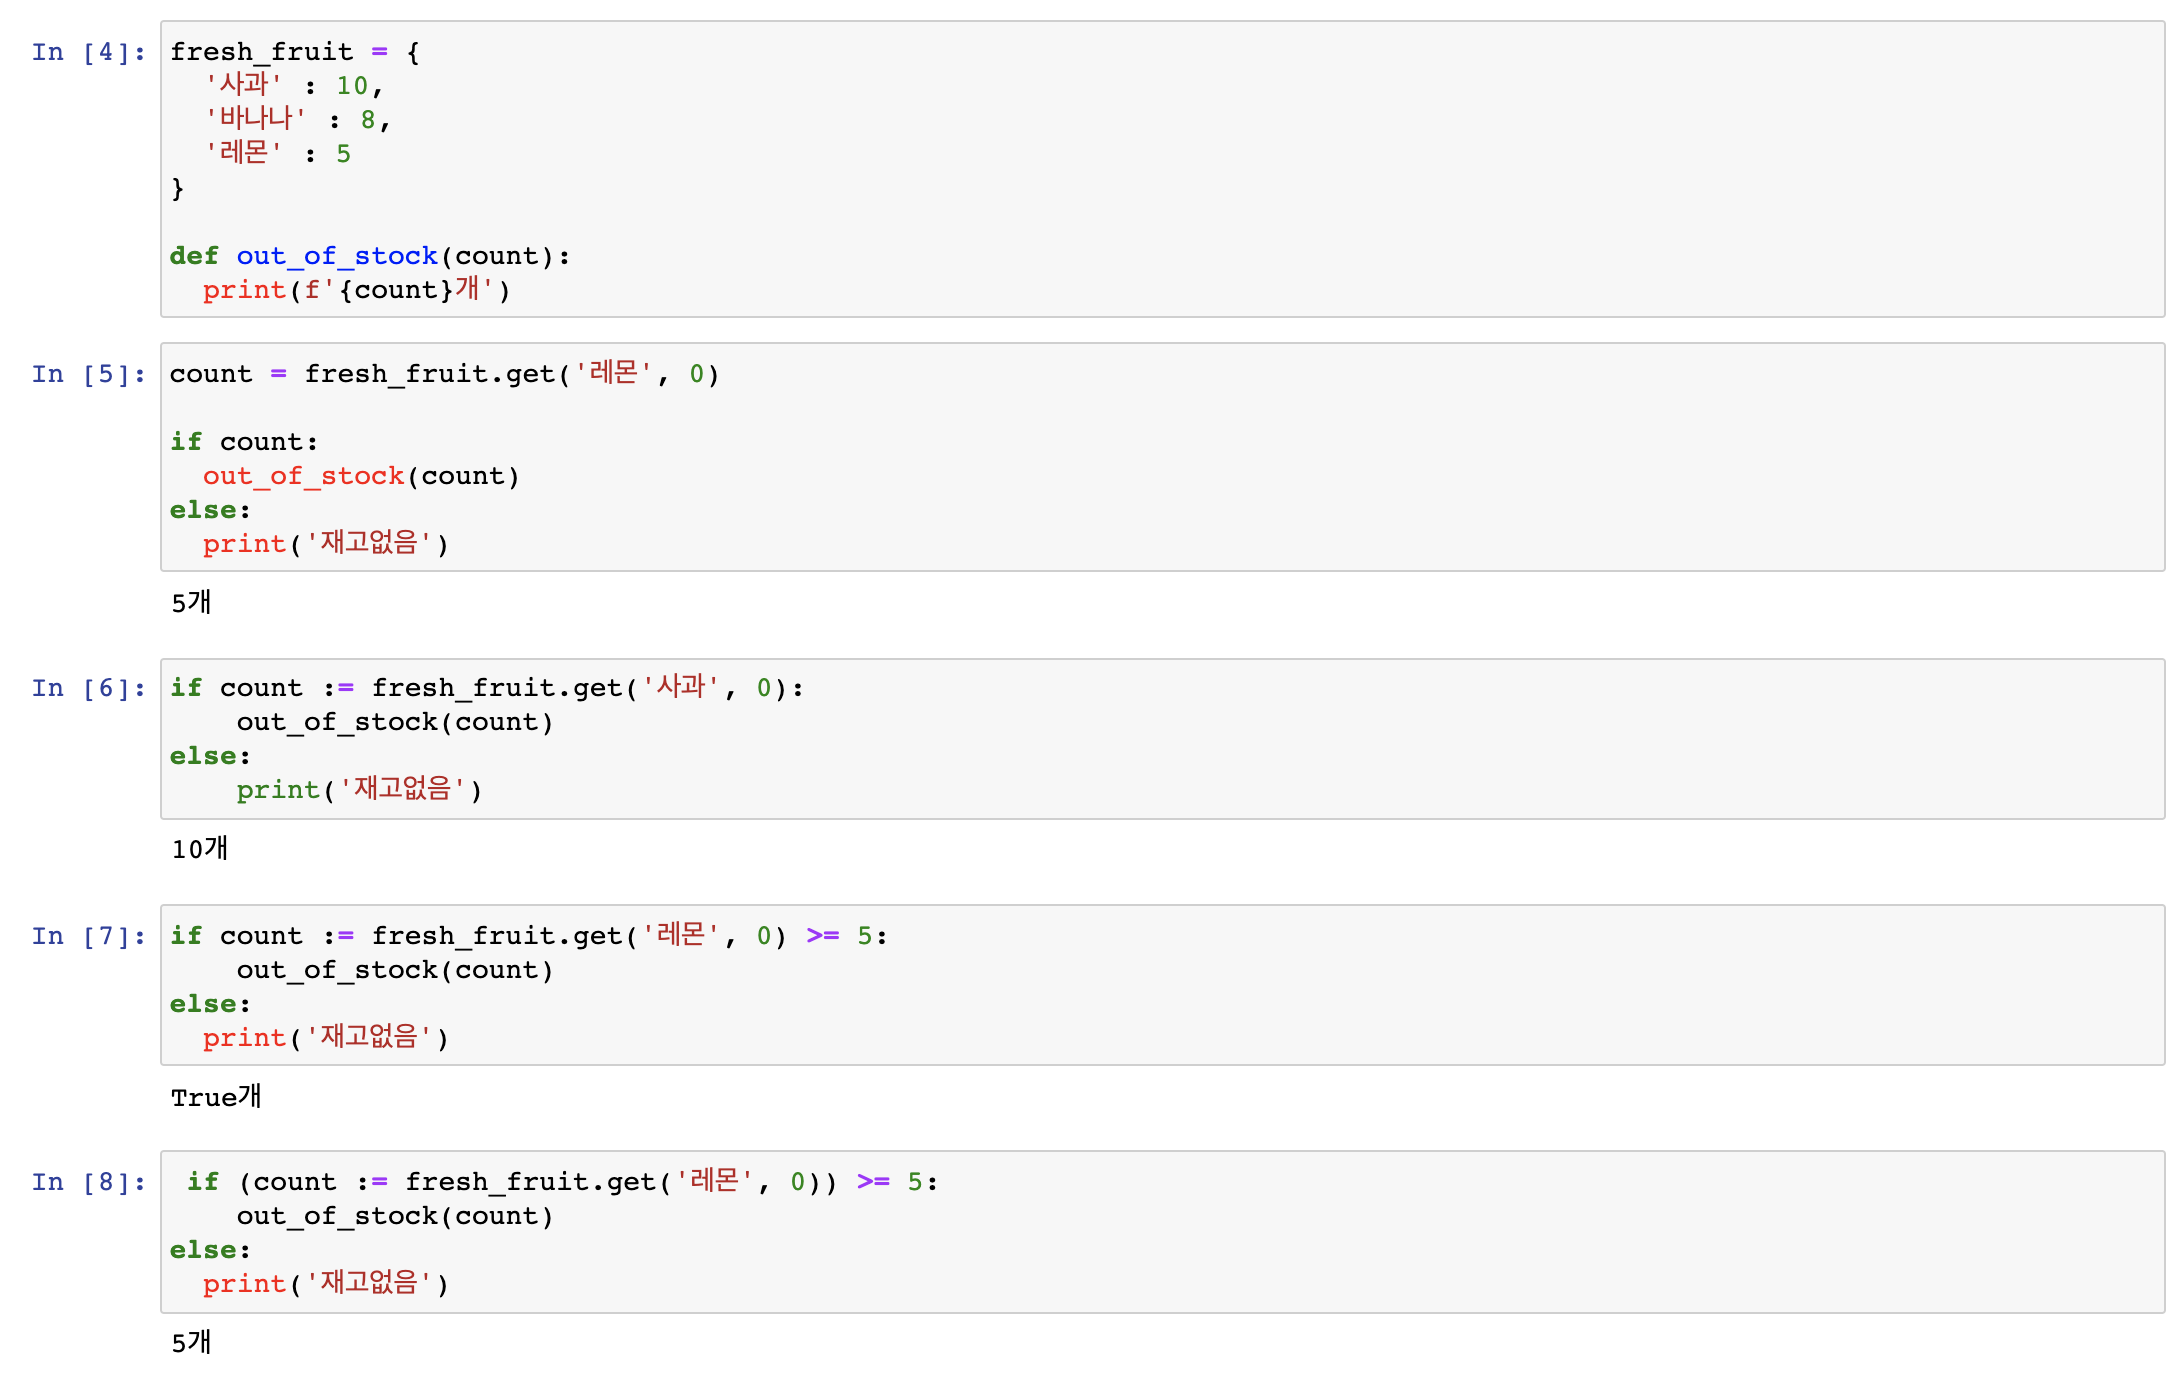 In [4]: fresh_fruit = {
  '사과' : 10,
  '바나나' : 8,
  '레몬' : 5
}
def out_of_stock(count):
  print(f'{count}개')
In [5]: count = fresh_fruit.get('레몬', 0)
if count:
  out_of_stock(count)
else:
  print('재고없음')
5개
In [6]: if count := fresh_fruit.get('사과', 0):
    out_of_stock(count)
else:
    print('재고없음')
10개
In [7]: if count := fresh_fruit.get('레몬', 0) >= 5:
    out_of_stock(count)
else:
  print('재고없음')
True개
In [8]:  if (count := fresh_fruit.get('레몬', 0)) >= 5:
    out_of_stock(count)
else:
  print('재고없음')
5개